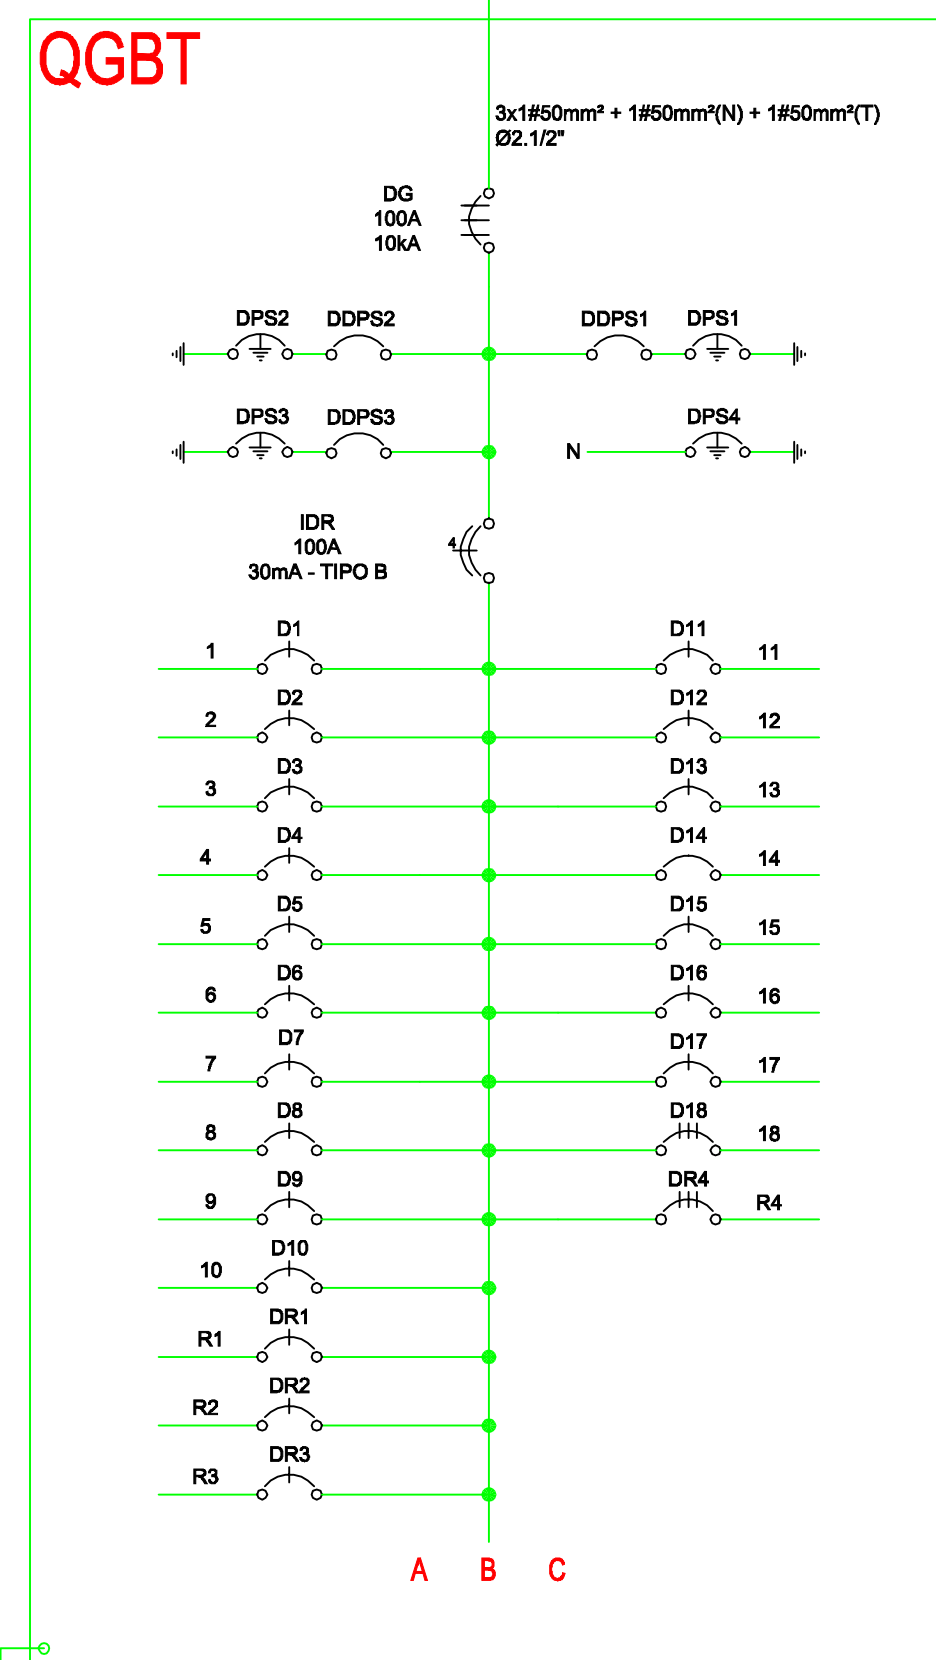 QGBT
3x1#50mm² + 1#50mm²(N) + 1#50mm²(T)
Ø2.1/2"
DG
100A
10kA
DPS2 DDPS2 DDPS1 DPS1
DPS3 DDPS3 N DPS4
IDR
100A
30mA - TIPO B
4
1 D1 D11 11
2 D2 D12 12
3 D3 D13 13
4 D4 D14 14
5 D5 D15 15
6 D6 D16 16
7 D7 D17 17
8 D8 D18 18
9 D9 DR4 R4
10 D10
R1 DR1
R2 DR2
R3 DR3
A B C